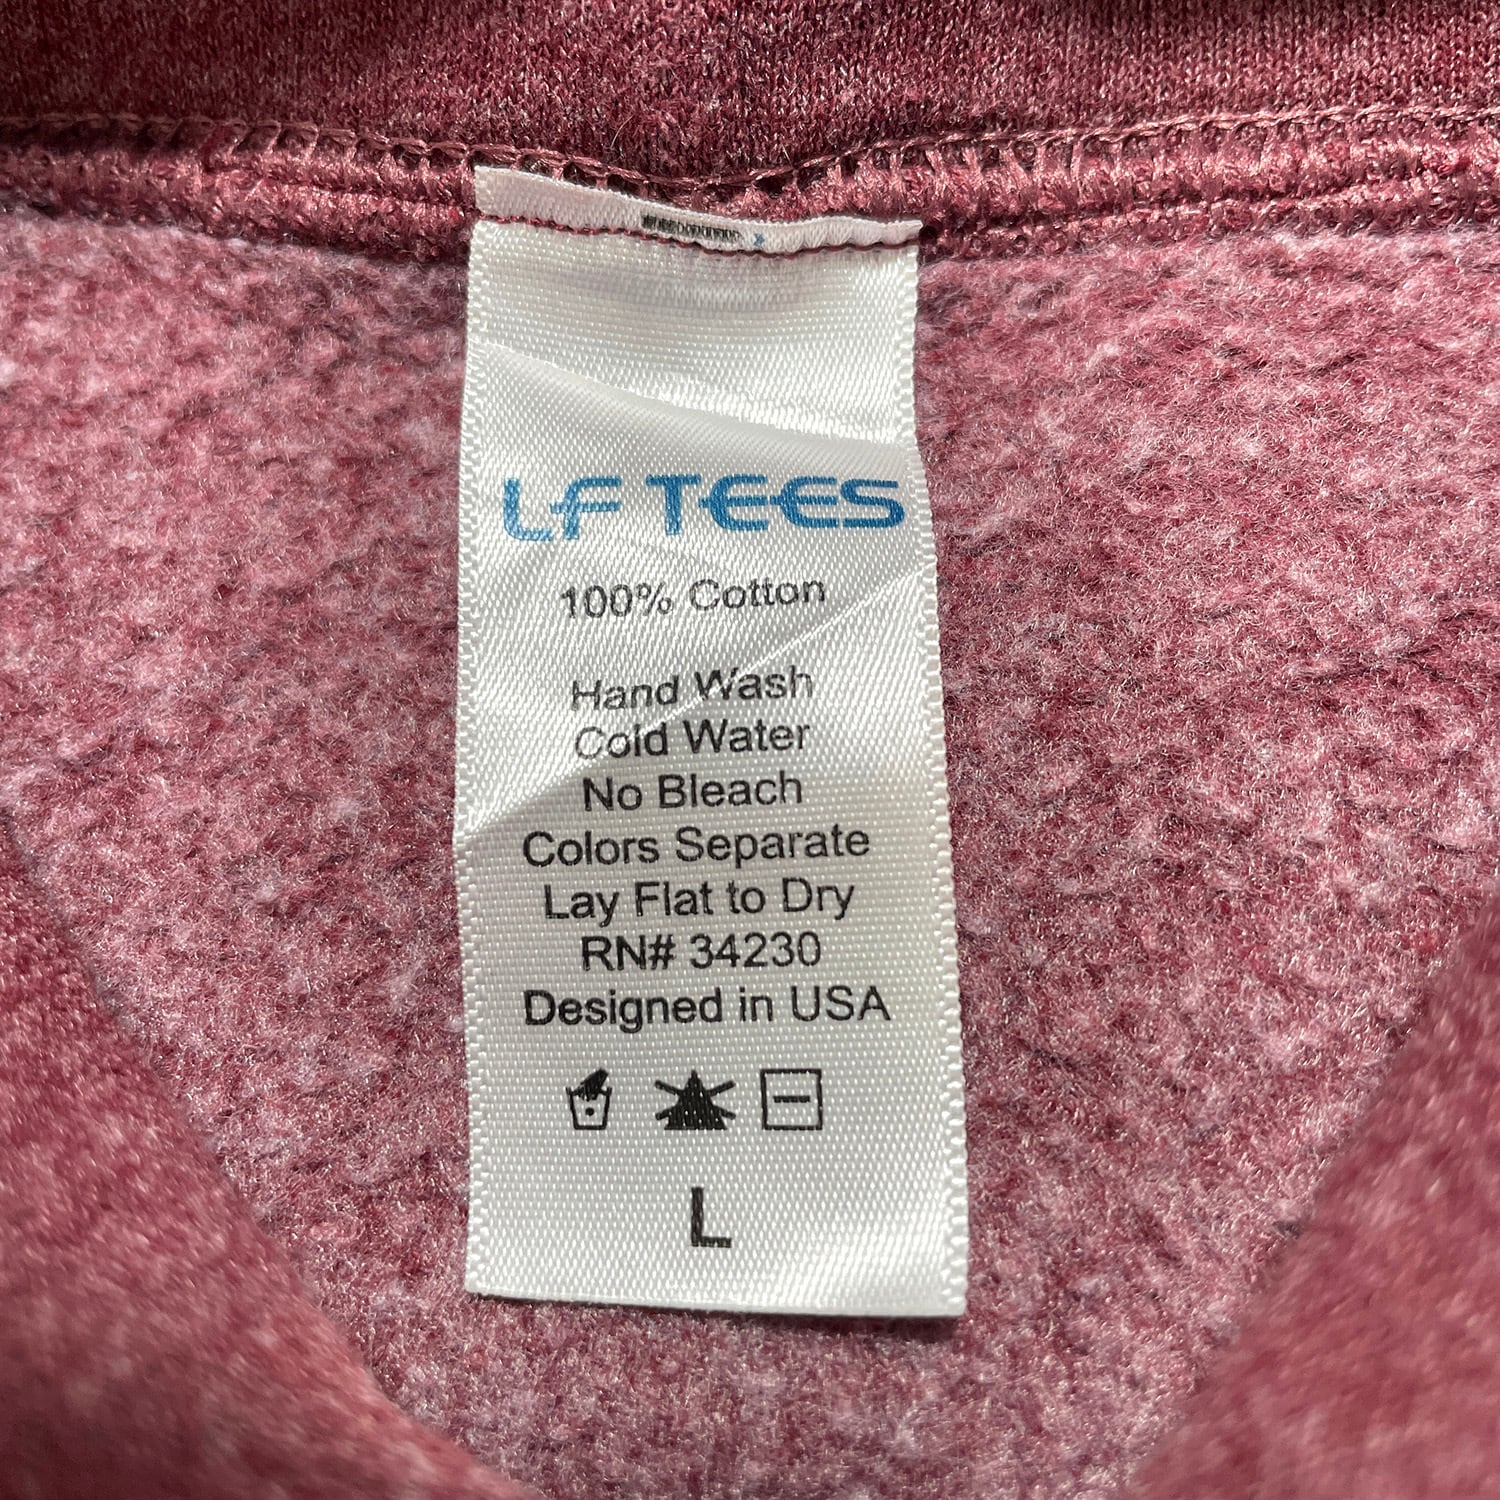 LF TEES
100% Cotton
Hand Wash
Cold Water
No Bleach
Colors Separate
Lay Flat to Dry
RN# 34230
Designed in USA
L